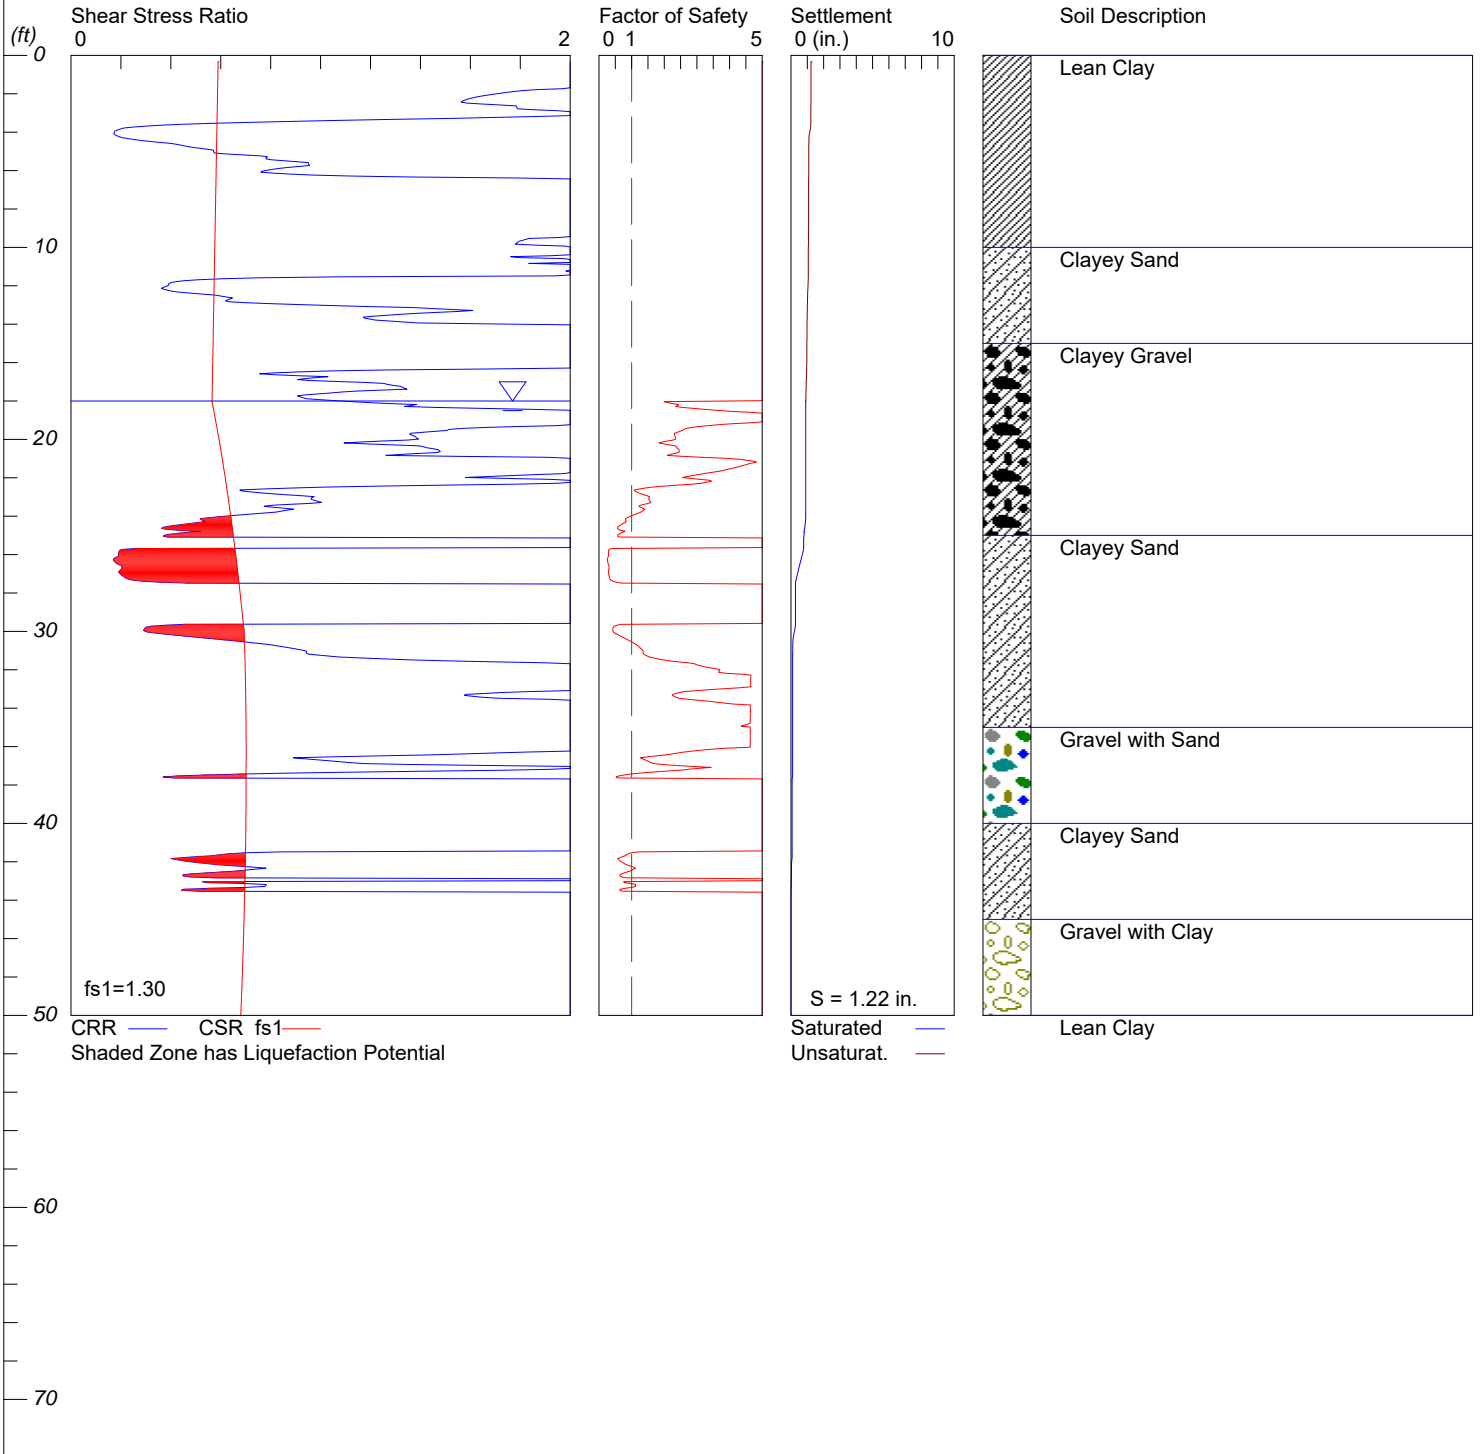 Shear Stress Ratio Factor of Safety Settlement Soil Description
(ft) 0 2 0 1 5 0 (in.) 10
0
Lean Clay
10
Clayey Sand
Clayey Gravel
20
Clayey Sand
30
Gravel with Sand
40
Clayey Sand
Gravel with Clay
fs1=1.30 S = 1.22 in.
50
CRR CSR fs1 Saturated Lean Clay
Shaded Zone has Liquefaction Potential Unsaturat.
60
70